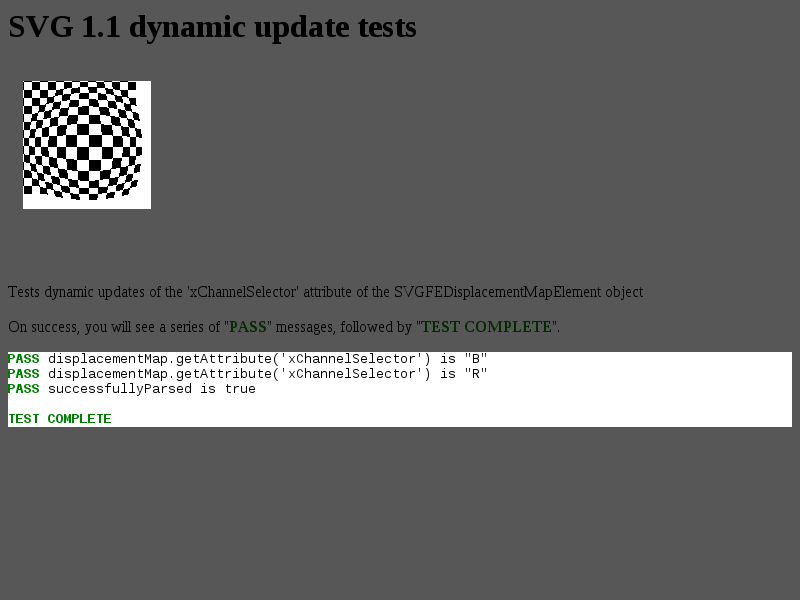 SVG 1.1 dynamic update tests
Tests dynamic updates of the 'xChannelSelector' attribute of the SVGFEDisplacementMapElement object
On success, you will see a series of "PASS" messages, followed by "TEST COMPLETE".
PASS displacementMap.getAttribute('xChannelSelector') is "B"
PASS displacementMap.getAttribute('xChannelSelector') is "R"
PASS successfullyParsed is true
TEST COMPLETE